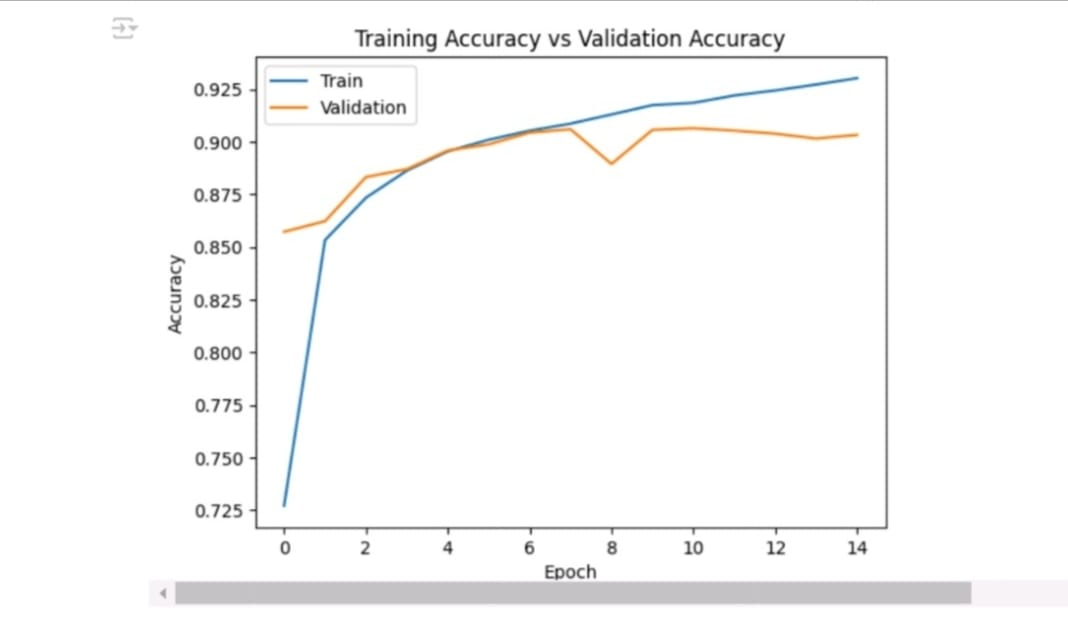 Training Accuracy vs Validation Accuracy
Train
Validation
0.925
0.900
0.875
0.850
0.825
0.800
0.775
0.750
0.725
Accuracy
0 2 4 6 8 10 12 14
Epoch